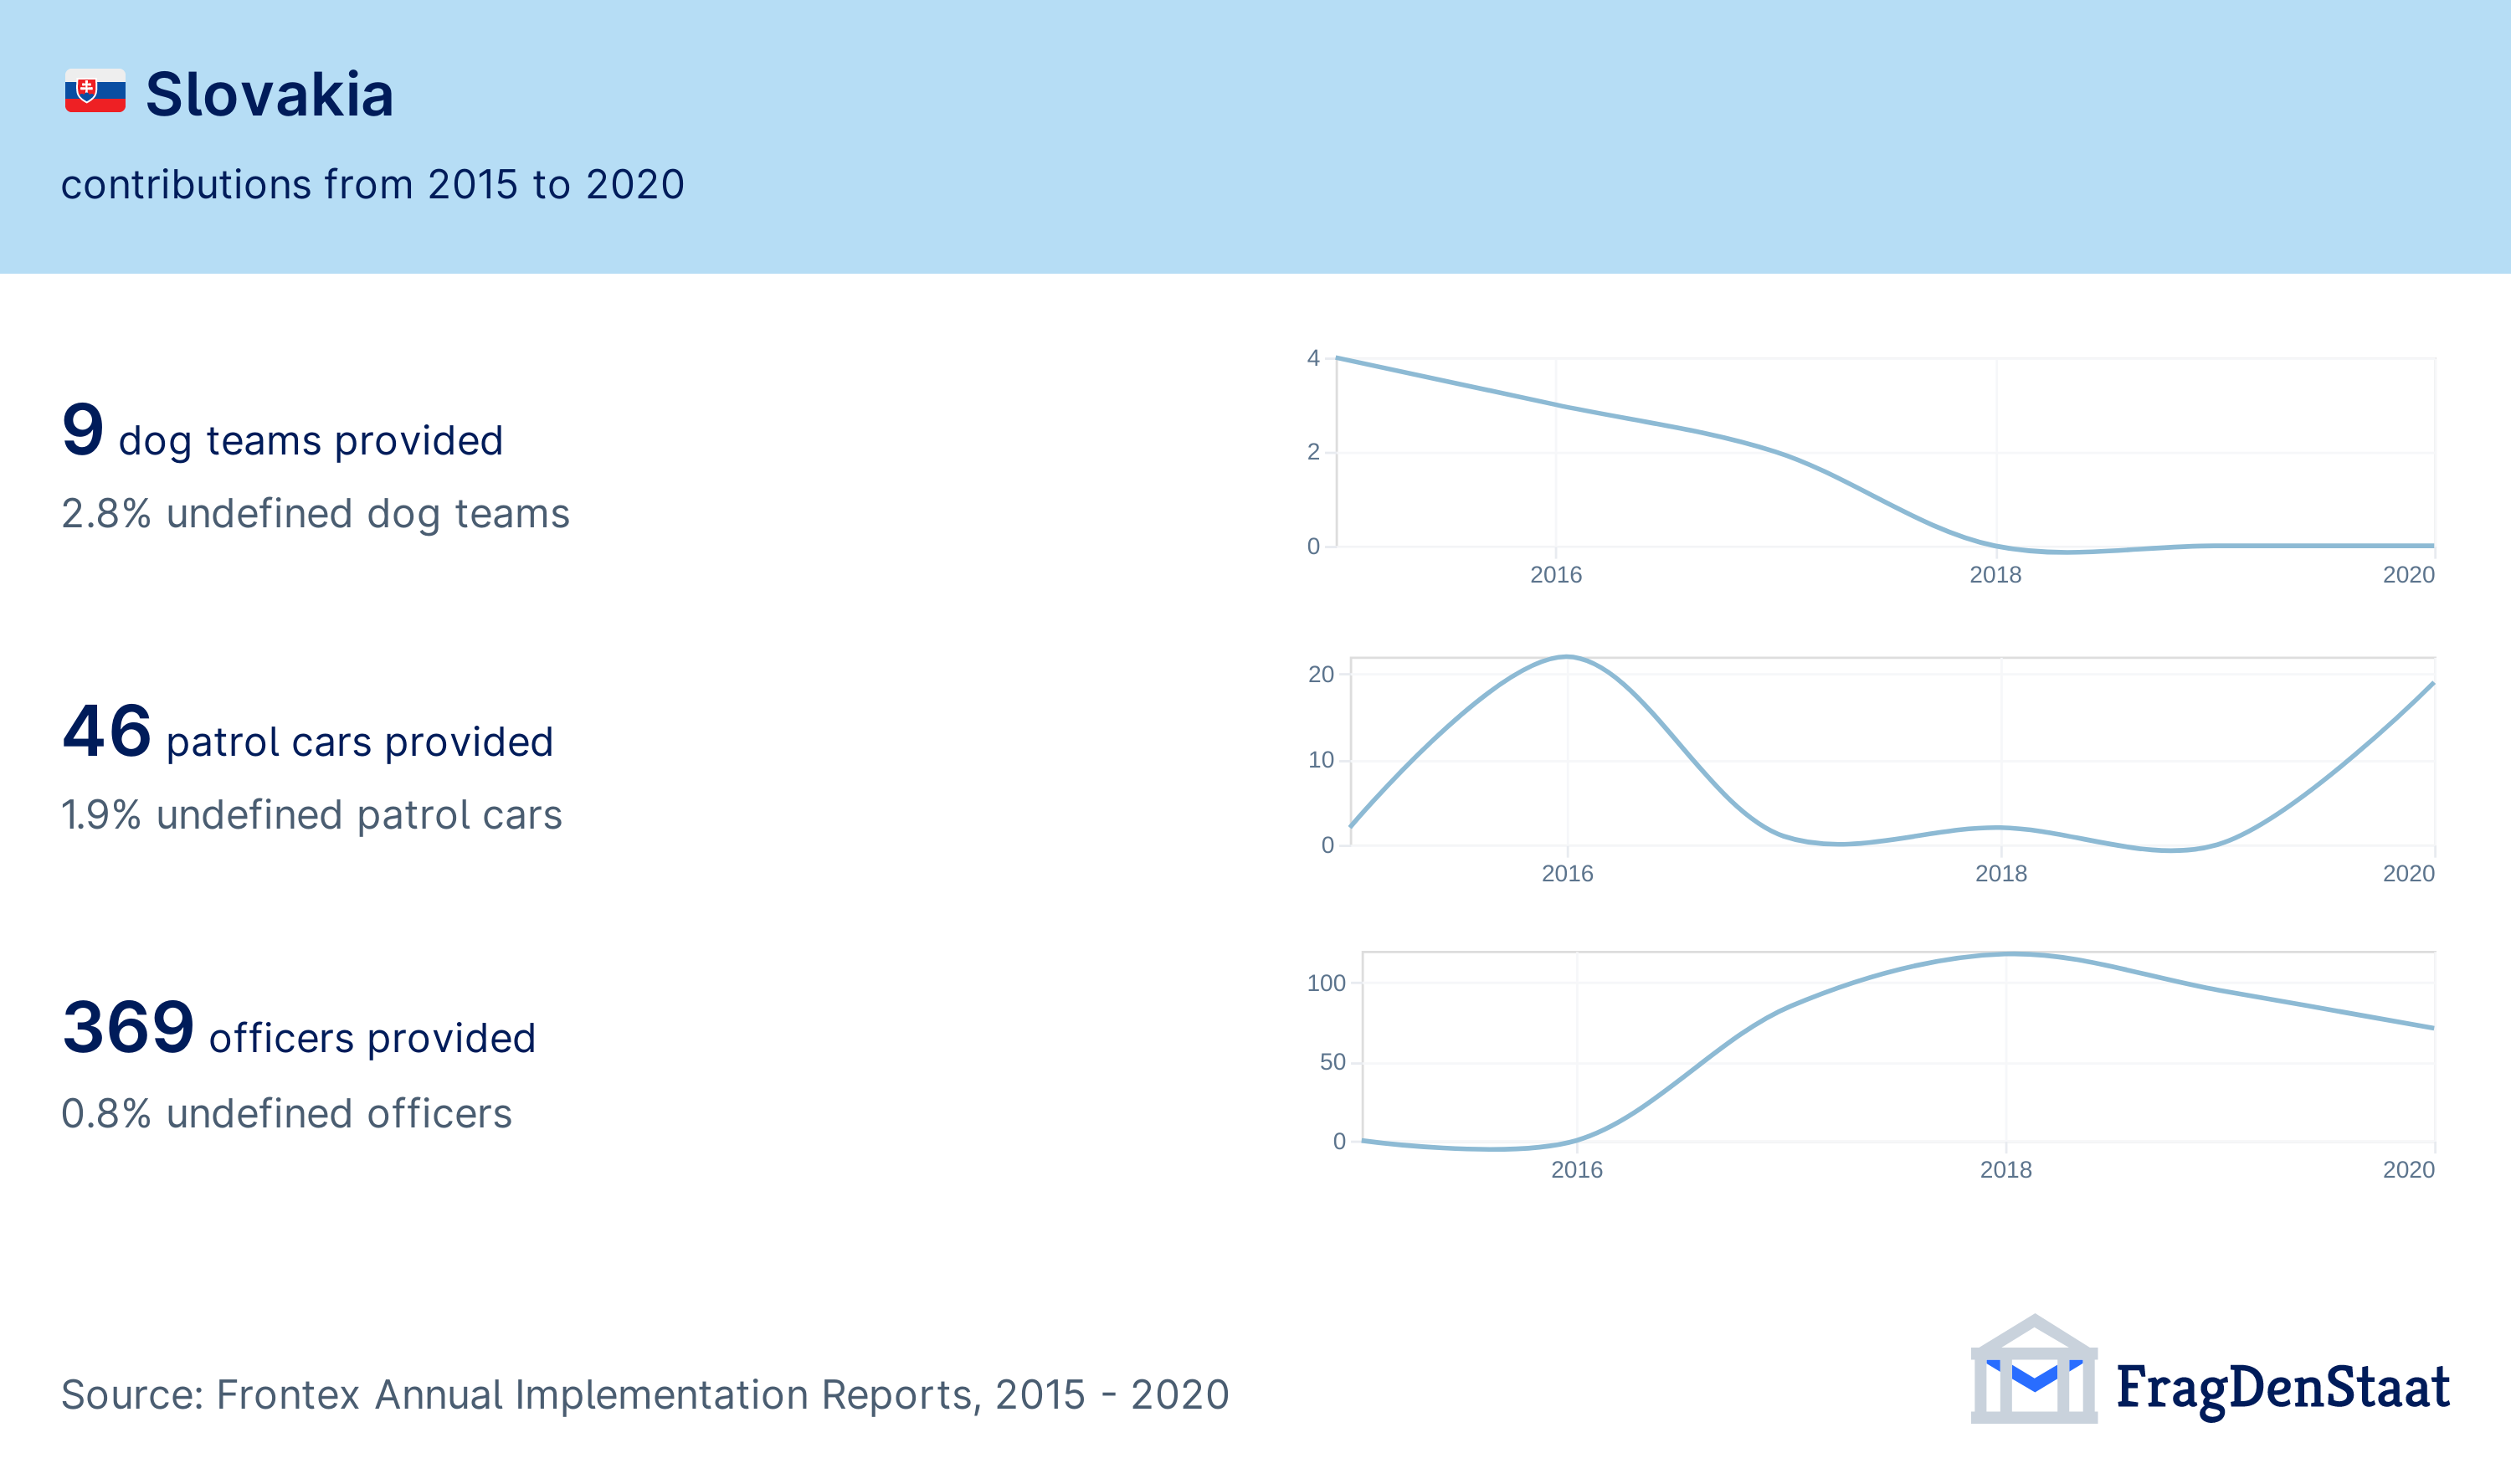 Slovakia
contributions from 2015 to 2020
9 dog teams provided
2.8% undefined dog teams
4
2
0
2016 2018 2020
46 patrol cars provided
1.9% undefined patrol cars
20
10
0
2016 2018 2020
369 officers provided
0.8% undefined officers
100
50
0
2016 2018 2020
Source: Frontex Annual Implementation Reports, 2015 - 2020
FragDenStaat